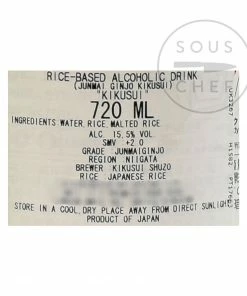 SOUS
CHEF
RICE-BASED ALCOHOLIC DRINK
(JUNMAI GINJO KIKUSUI)
"KIKUSUI"
720 ML
INGREDIENTS WATER, RICE, MALTED RICE
ALC 15.5% VOL
SMV +2.0
GRADE JUNMAIGINJO
REGION NIIGATA
BREWER KIKUSUI SHUZO
RICE JAPANESE RICE
STORE IN A COOL, DRY PLACE AWAY FROM DIRECT SUNLIGHT
PRODUCT OF JAPAN